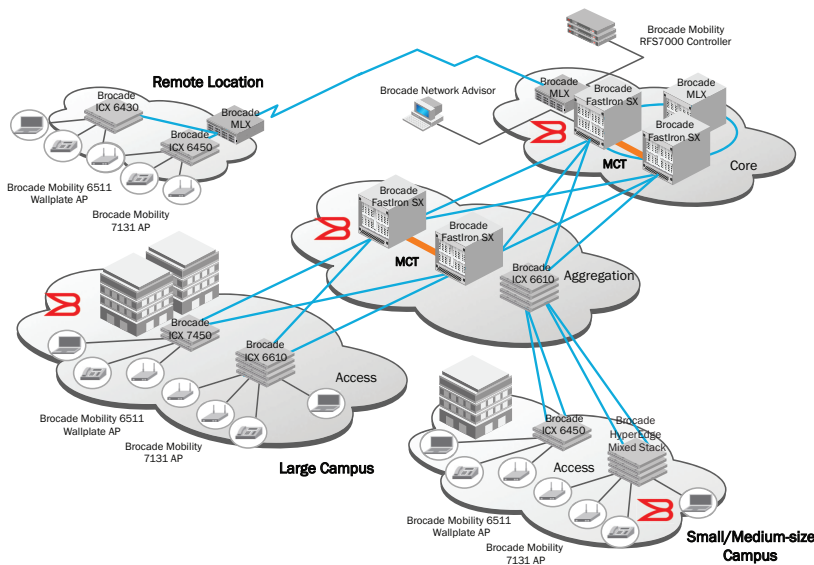 Brocade Mobility
RFS7000 Controller
Remote Location
Brocade Network Advisor
Brocade
MLX
Brocade
FastIron SX
Brocade
MLX
Brocade
FastIron SX
MCT
Core
Brocade
ICX 6430
Brocade
MLX
Brocade
ICX 6450
Brocade Mobility 6511
Wallplate AP
Brocade Mobility
7131 AP
Brocade
FastIron SX
Brocade
FastIron SX
MCT
Brocade
ICX 6610
Aggregation
Brocade
ICX 7450
Brocade
ICX 6610
Access
Brocade Mobility 6511
Wallplate AP
Brocade Mobility
7131 AP
Large Campus
Brocade
ICX 6450
Brocade
HyperEdge
Mixed Stack
Access
Brocade Mobility 6511
Wallplate AP
Brocade Mobility
7131 AP
Small/Medium-size
Campus